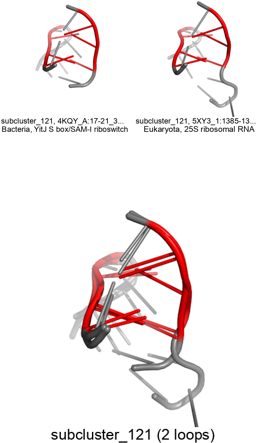 subcluster_121, 4KQY_A:17-21_3...
Bacteria, YitJ S box/SAM-I riboswitch
subcluster_121, 5XY3_1:1385-13...
Eukaryota, 25S ribosomal RNA
subcluster_121 (2 loops)